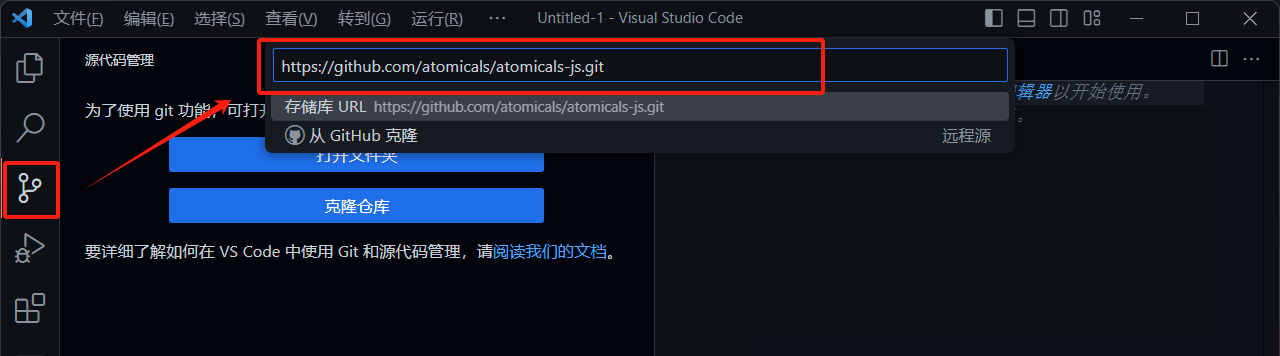 文件(F) 编辑(E) 选择(S) 查看(V) 转到(G) 运行(R) ··· Untitled-1 - Visual Studio Code
源代码管理
https://github.com/atomicals/atomicals-js.git
存储库 URL https://github.com/atomicals/atomicals-js.git
从 GitHub 克隆 远程源
为了使用 git 功能，可打开
辑器以开始使用。
打开文件夹
克隆仓库
要详细了解如何在 VS Code 中使用 Git 和源代码管理，请阅读我们的文档。